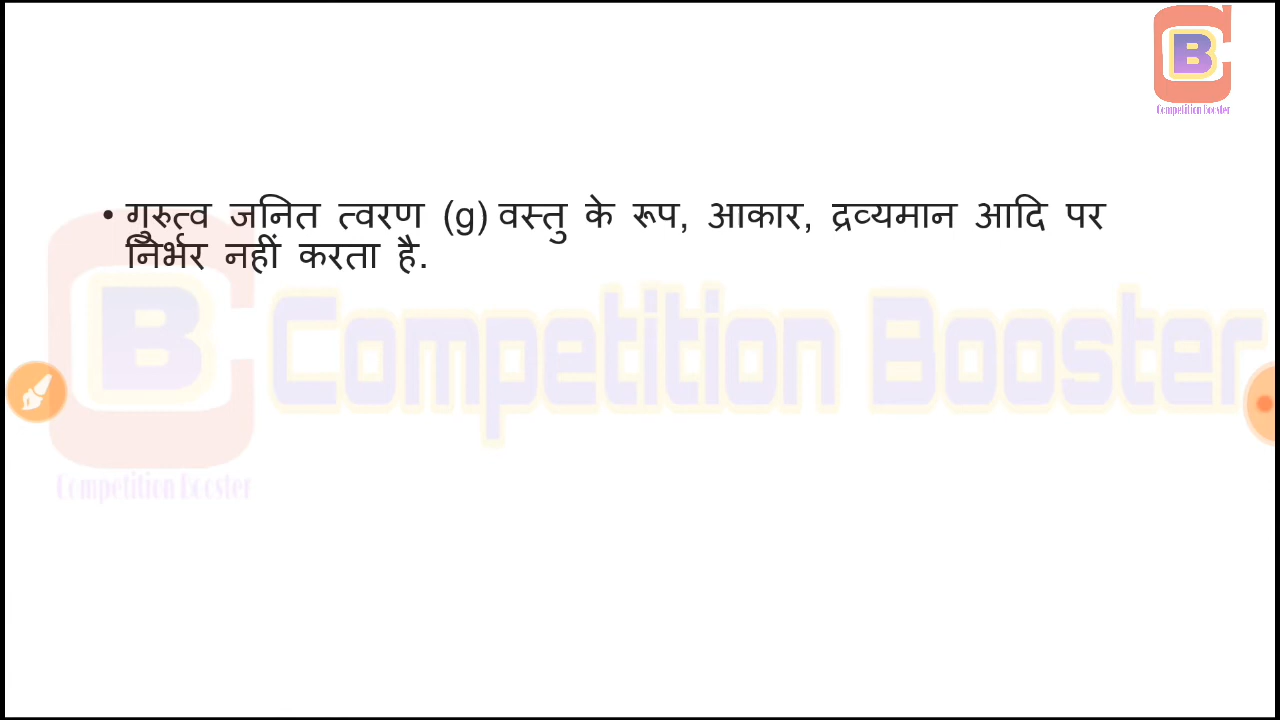 Competition Booster
• गुरुत्व जनित त्वरण (g) वस्तु के रूप, आकार, द्रव्यमान आदि पर
निर्भर नहीं करता है.
B Competition Booster
Competition Booster